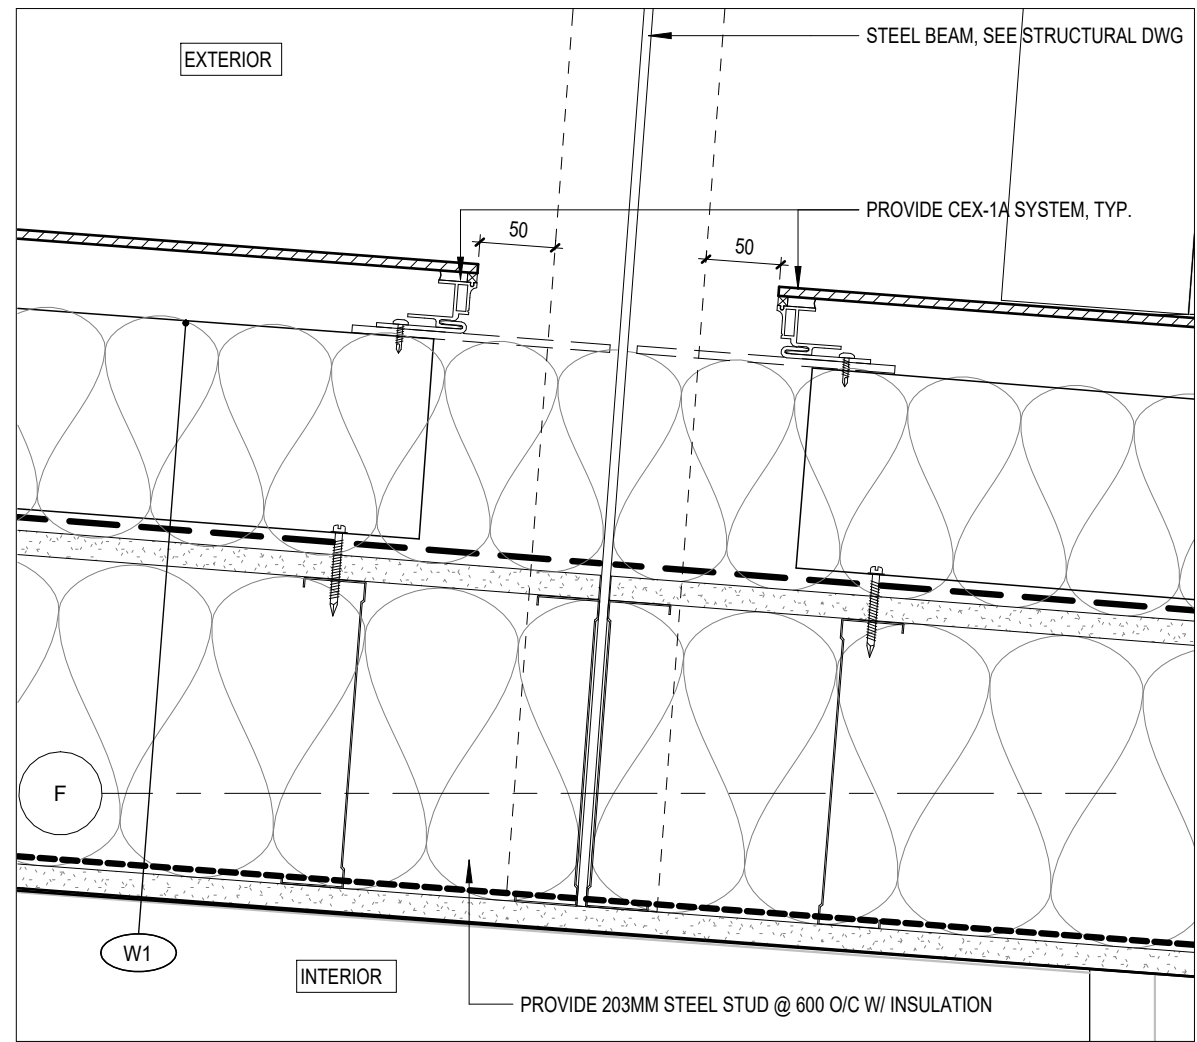 EXTERIOR
STEEL BEAM, SEE STRUCTURAL DWG
PROVIDE CEX-1A SYSTEM, TYP.
50
50
F
W1
INTERIOR
PROVIDE 203MM STEEL STUD @ 600 O/C W/ INSULATION